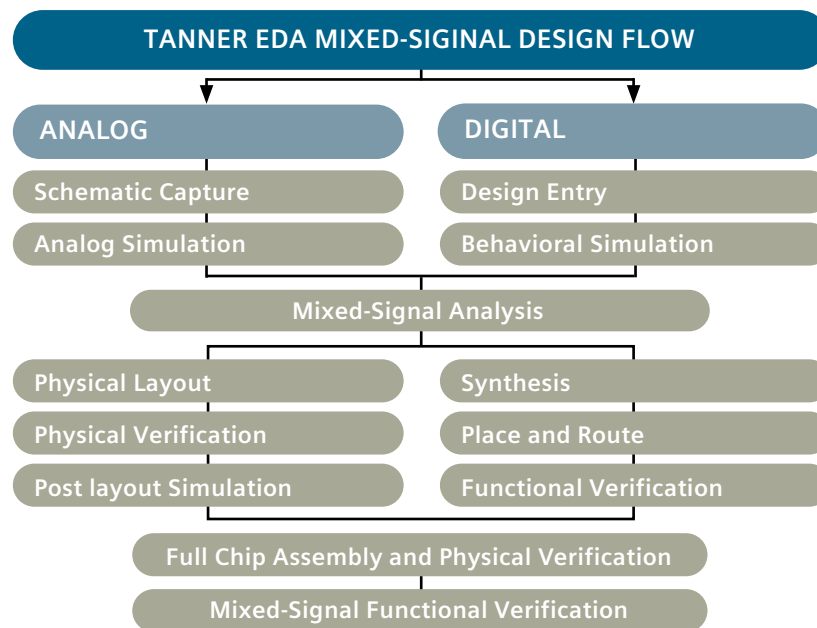 TANNER EDA MIXED-SIGINAL DESIGN FLOW
ANALOG
DIGITAL
Schematic Capture
Design Entry
Analog Simulation
Behavioral Simulation
Mixed-Signal Analysis
Physical Layout
Synthesis
Physical Verification
Place and Route
Post layout Simulation
Functional Verification
Full Chip Assembly and Physical Verification
Mixed-Signal Functional Verification